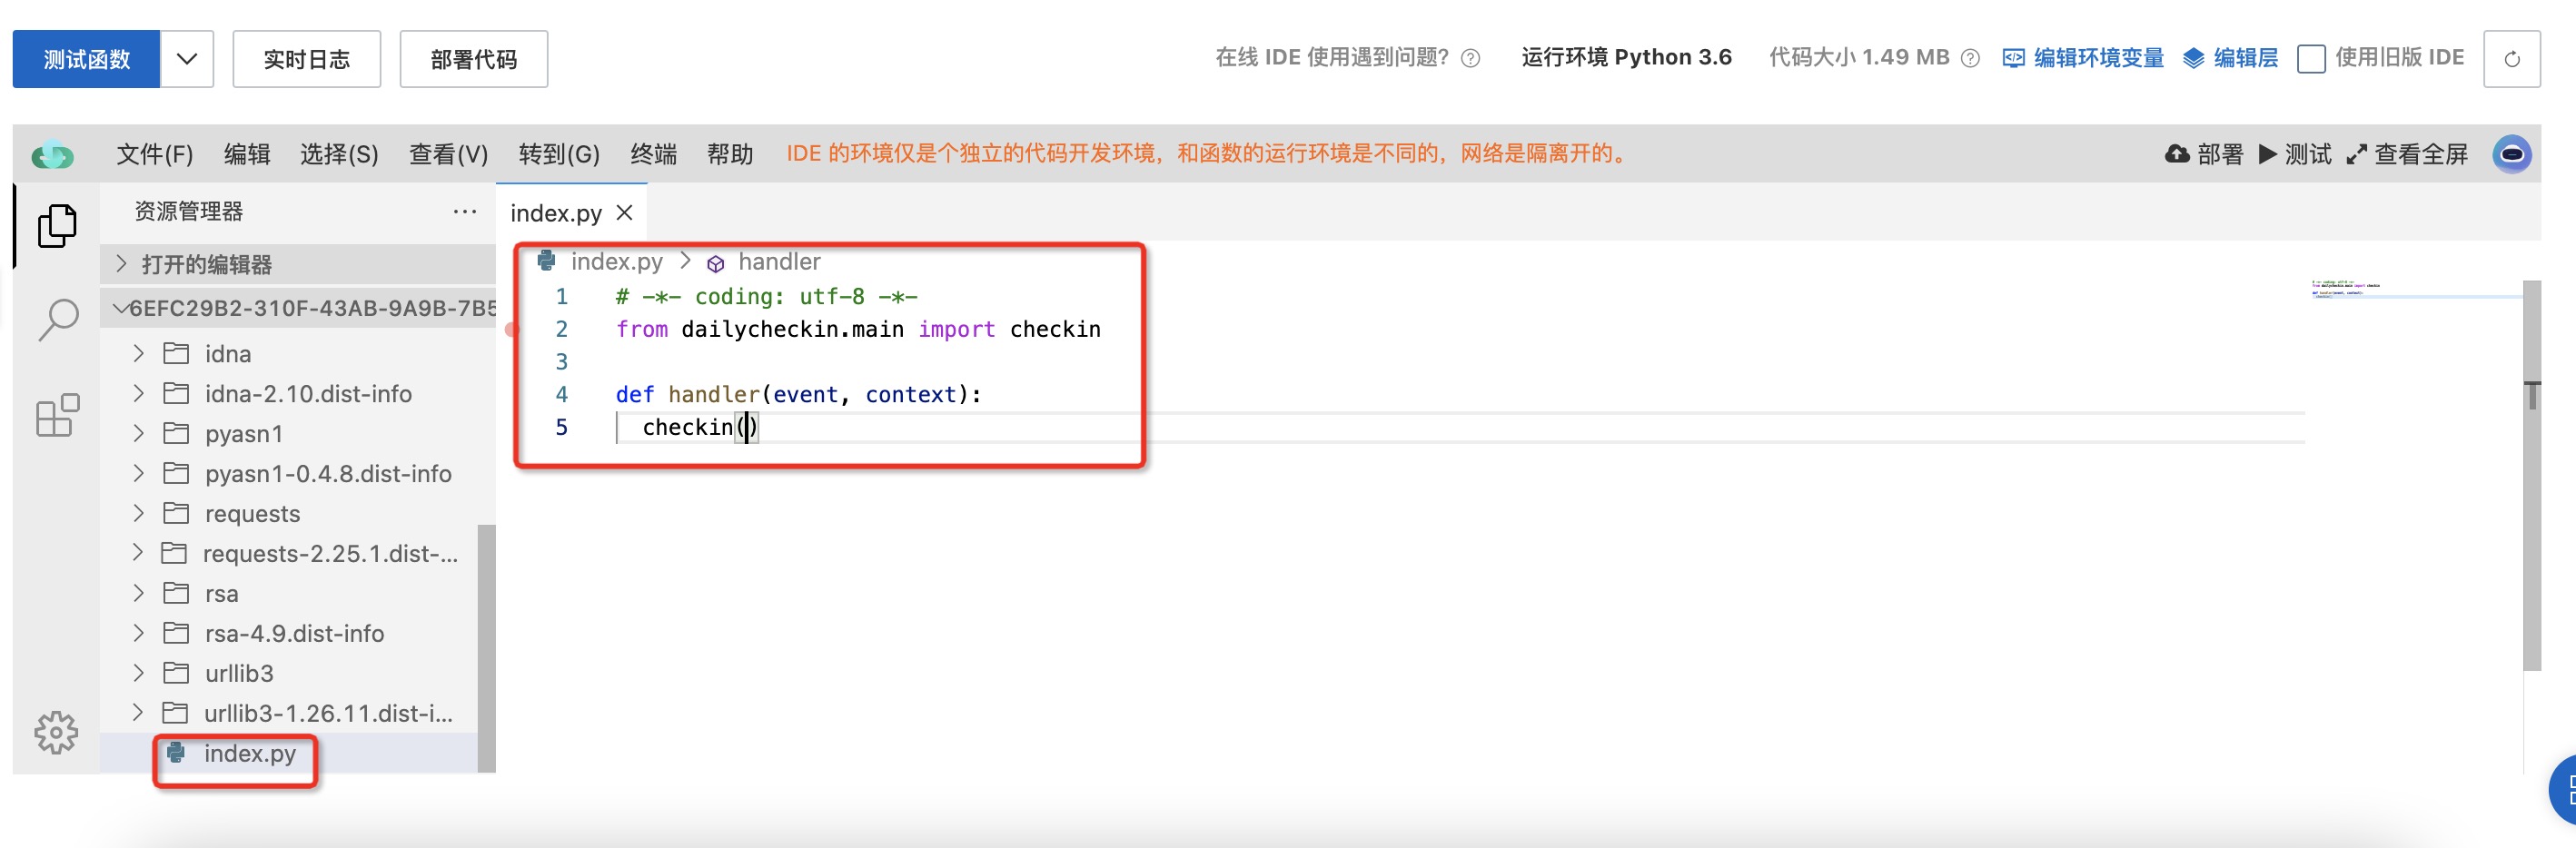 测试函数 实时日志 部署代码 在线 IDE 使用遇到问题? 运行环境 Python 3.6 代码大小 1.49 MB 编辑环境变量 编辑层 使用旧版 IDE
文件(F) 编辑 选择(S) 查看(V) 转到(G) 终端 帮助 IDE 的环境仅是个独立的代码开发环境，和函数的运行环境是不同的，网络是隔离开的。 部署 测试 查看全屏
资源管理器 ···
打开的编辑器
6EFC29B2-310F-43AB-9A9B-7B5
idna
idna-2.10.dist-info
pyasn1
pyasn1-0.4.8.dist-info
requests
requests-2.25.1.dist-...
rsa
rsa-4.9.dist-info
urllib3
urllib3-1.26.11.dist-i...
index.py
index.py
index.py > handler
1 # -*- coding: utf-8 -*-
2 from dailycheckin.main import checkin
3
4 def handler(event, context):
5 checkin()